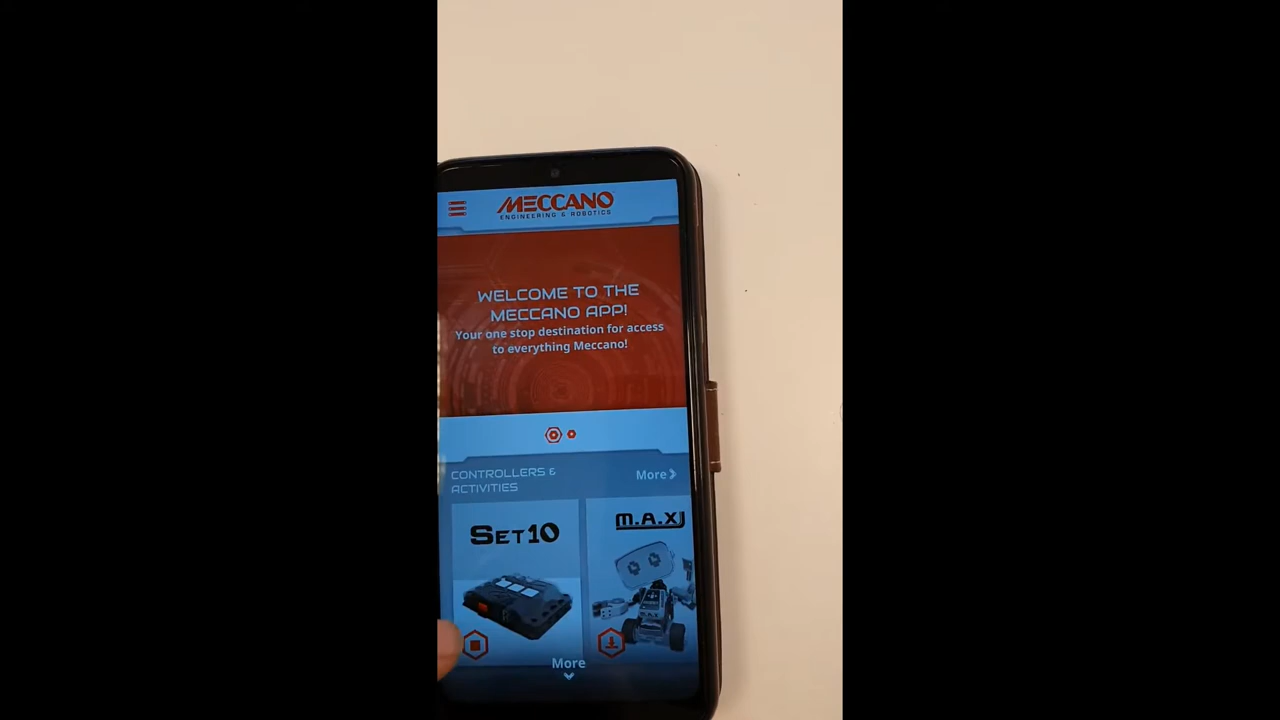 MECCANO
ENGINEERING & ROBOTICS
WELCOME TO THE
MECCANO APP!
Your one stop destination for access
to everything Meccano!
CONTROLLERS &
ACTIVITIES
More
SET10
M.A.X
More